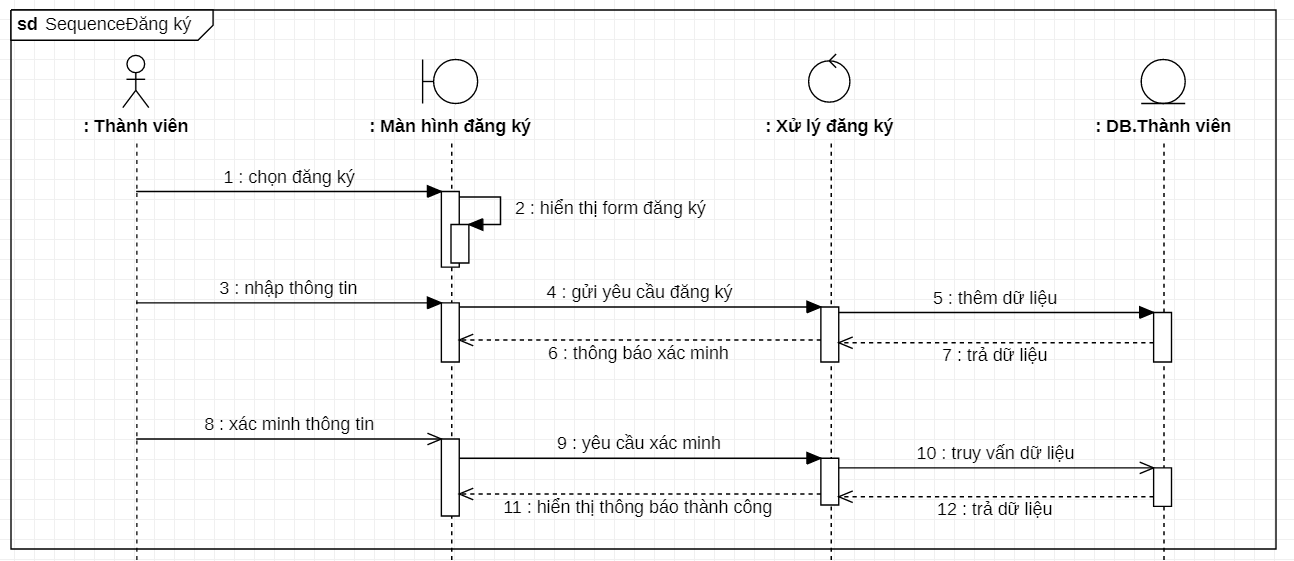 sd SequenceĐăng ký
: Thành viên
: Màn hình đăng ký
: Xử lý đăng ký
: DB.Thành viên
1 : chọn đăng ký
2 : hiển thị form đăng ký
3 : nhập thông tin
4 : gửi yêu cầu đăng ký
5 : thêm dữ liệu
6 : thông báo xác minh
7 : trả dữ liệu
8 : xác minh thông tin
9 : yêu cầu xác minh
10 : truy vấn dữ liệu
11 : hiển thị thông báo thành công
12 : trả dữ liệu